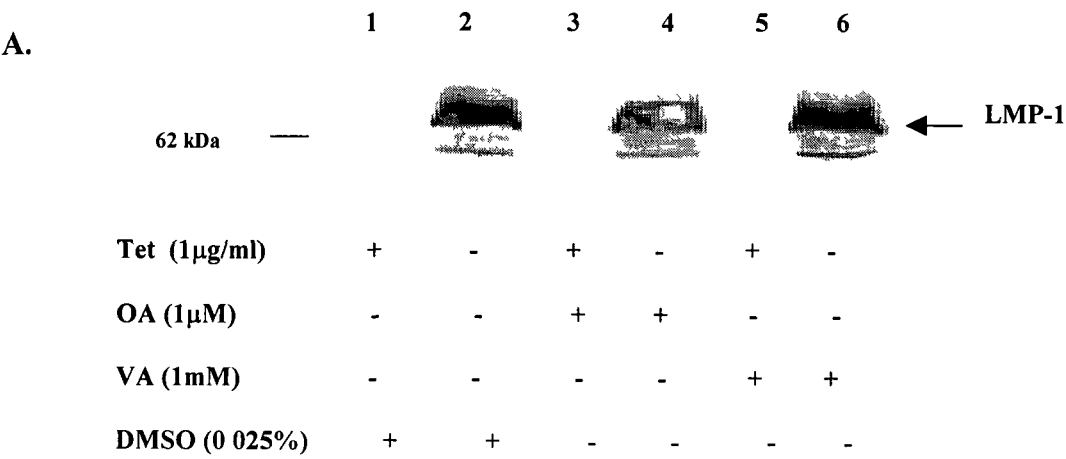 1 2 3 4 5 6
A.
LMP-1
62 kDa
Tet (1μg/ml) + - + - + -
OA (1μM) - - + + - -
VA (1mM) - - - - + +
DMSO (0 025%) + + - - - -